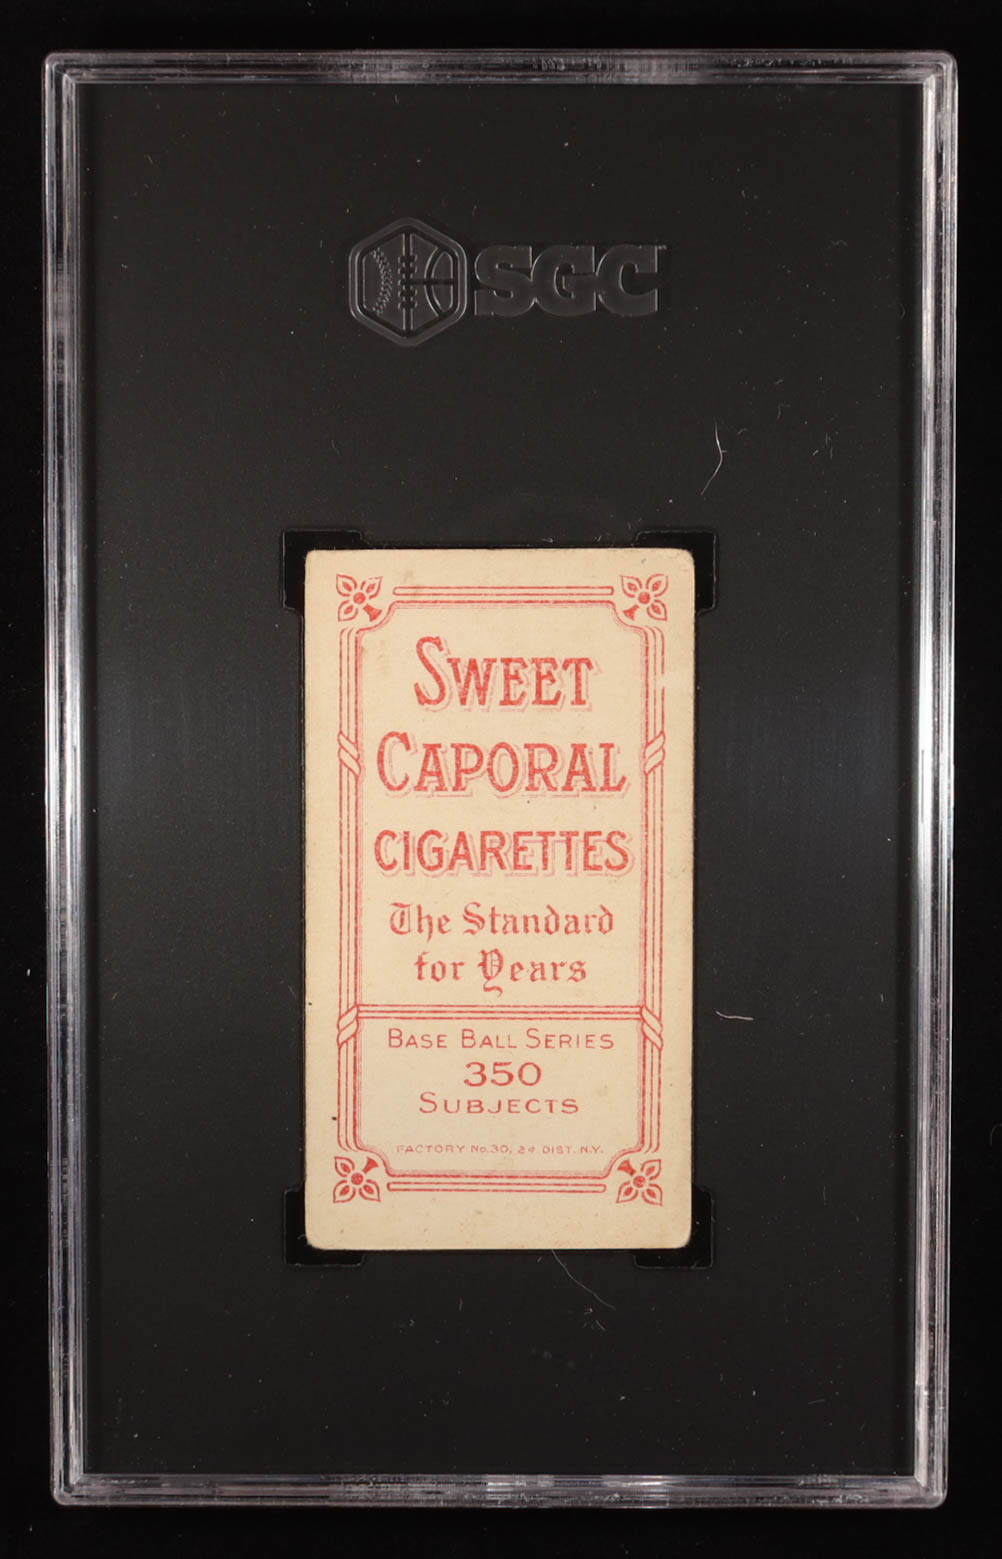 SGC
SWEET
CAPORAL
CIGARETTES
The Standard
for Years
BASE BALL SERIES
350
SUBJECTS
FACTORY No. 30, 2d DIST. N.Y.